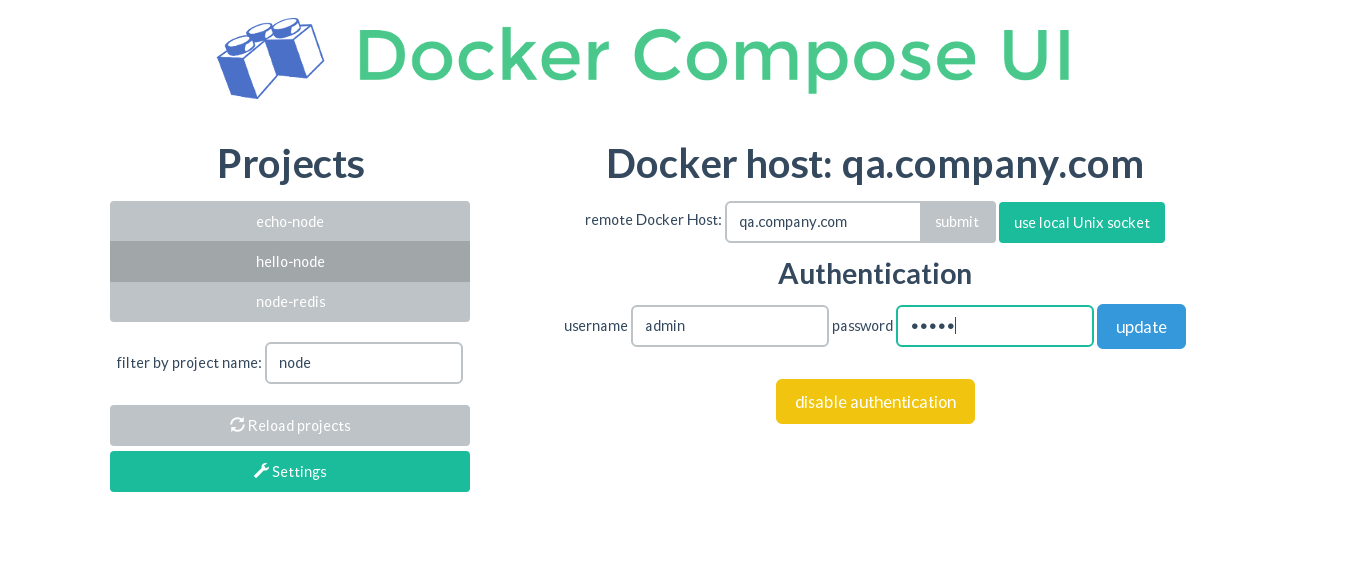 Docker Compose UI
Projects
echo-node
hello-node
node-redis
filter by project name: node
Reload projects
Settings
Docker host: qa.company.com
remote Docker Host: qa.company.com submit use local Unix socket
Authentication
username admin password ••••• update
disable authentication